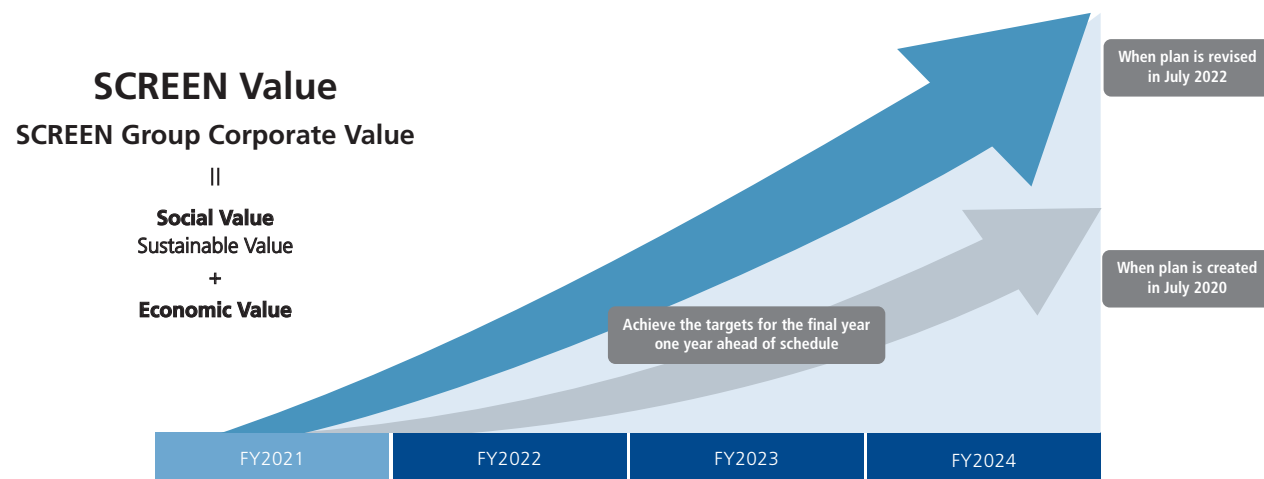 SCREEN Value
SCREEN Group Corporate Value
=
Social Value
Sustainable Value
+
Economic Value
When plan is revised
in July 2022
When plan is created
in July 2020
Achieve the targets for the final year
one year ahead of schedule
FY2021
FY2022
FY2023
FY2024